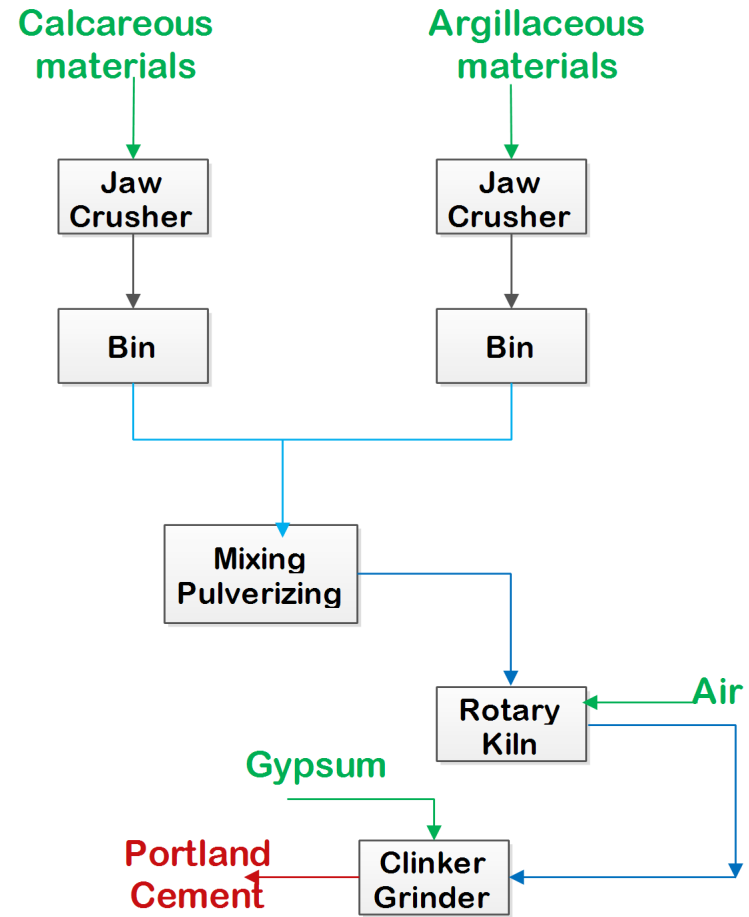 Calcareous
materials
Argillaceous
materials
Jaw
Crusher
Jaw
Crusher
Bin
Bin
Mixing
Pulverizing
Air
Rotary
Kiln
Gypsum
Portland
Cement
Clinker
Grinder